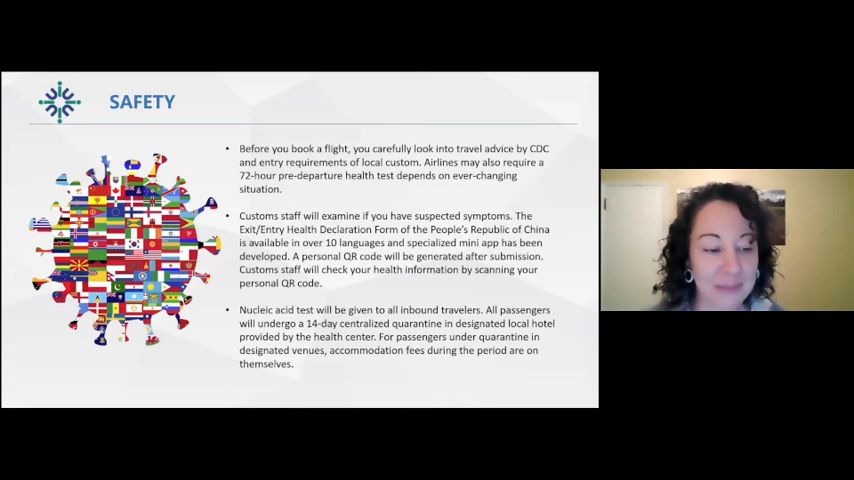 SAFETY
• Before you book a flight, you carefully look into travel advice by CDC
and entry requirements of local custom. Airlines may also require a
72-hour pre-departure health test depends on ever-changing
situation.
• Customs staff will examine if you have suspected symptoms. The
Exit/Entry Health Declaration Form of the People's Republic of China
is available in over 10 languages and specialized mini app has been
developed. A personal QR code will be generated after submission.
Customs staff will check your health information by scanning your
personal QR code.
• Nucleic acid test will be given to all inbound travelers. All passengers
will undergo a 14-day centralized quarantine in designated local hotel
provided by the health center. For passengers under quarantine in
designated venues, accommodation fees during the period are on
themselves.